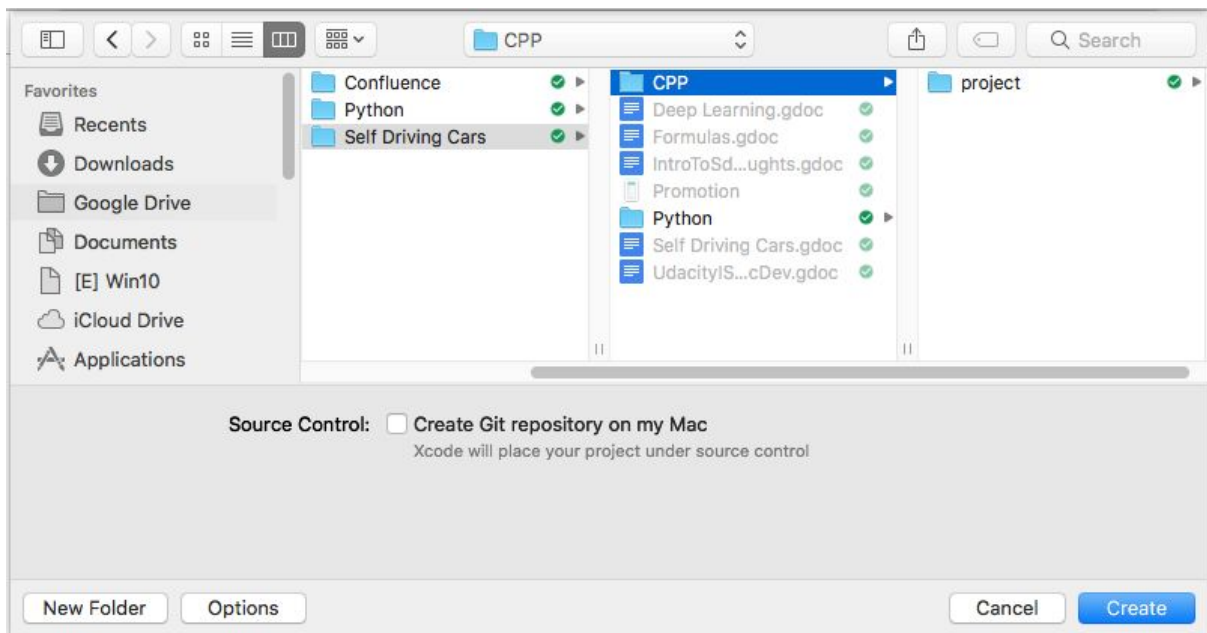 CPP
Search
Favorites
Recents
Downloads
Google Drive
Documents
[E] Win10
iCloud Drive
Applications
Confluence
Python
Self Driving Cars
CPP
Deep Learning.gdoc
Formulas.gdoc
IntroToSd...ughts.gdoc
Promotion
Python
Self Driving Cars.gdoc
UdacityIS...cDev.gdoc
project
Source Control: Create Git repository on my Mac
Xcode will place your project under source control
New Folder Options Cancel Create